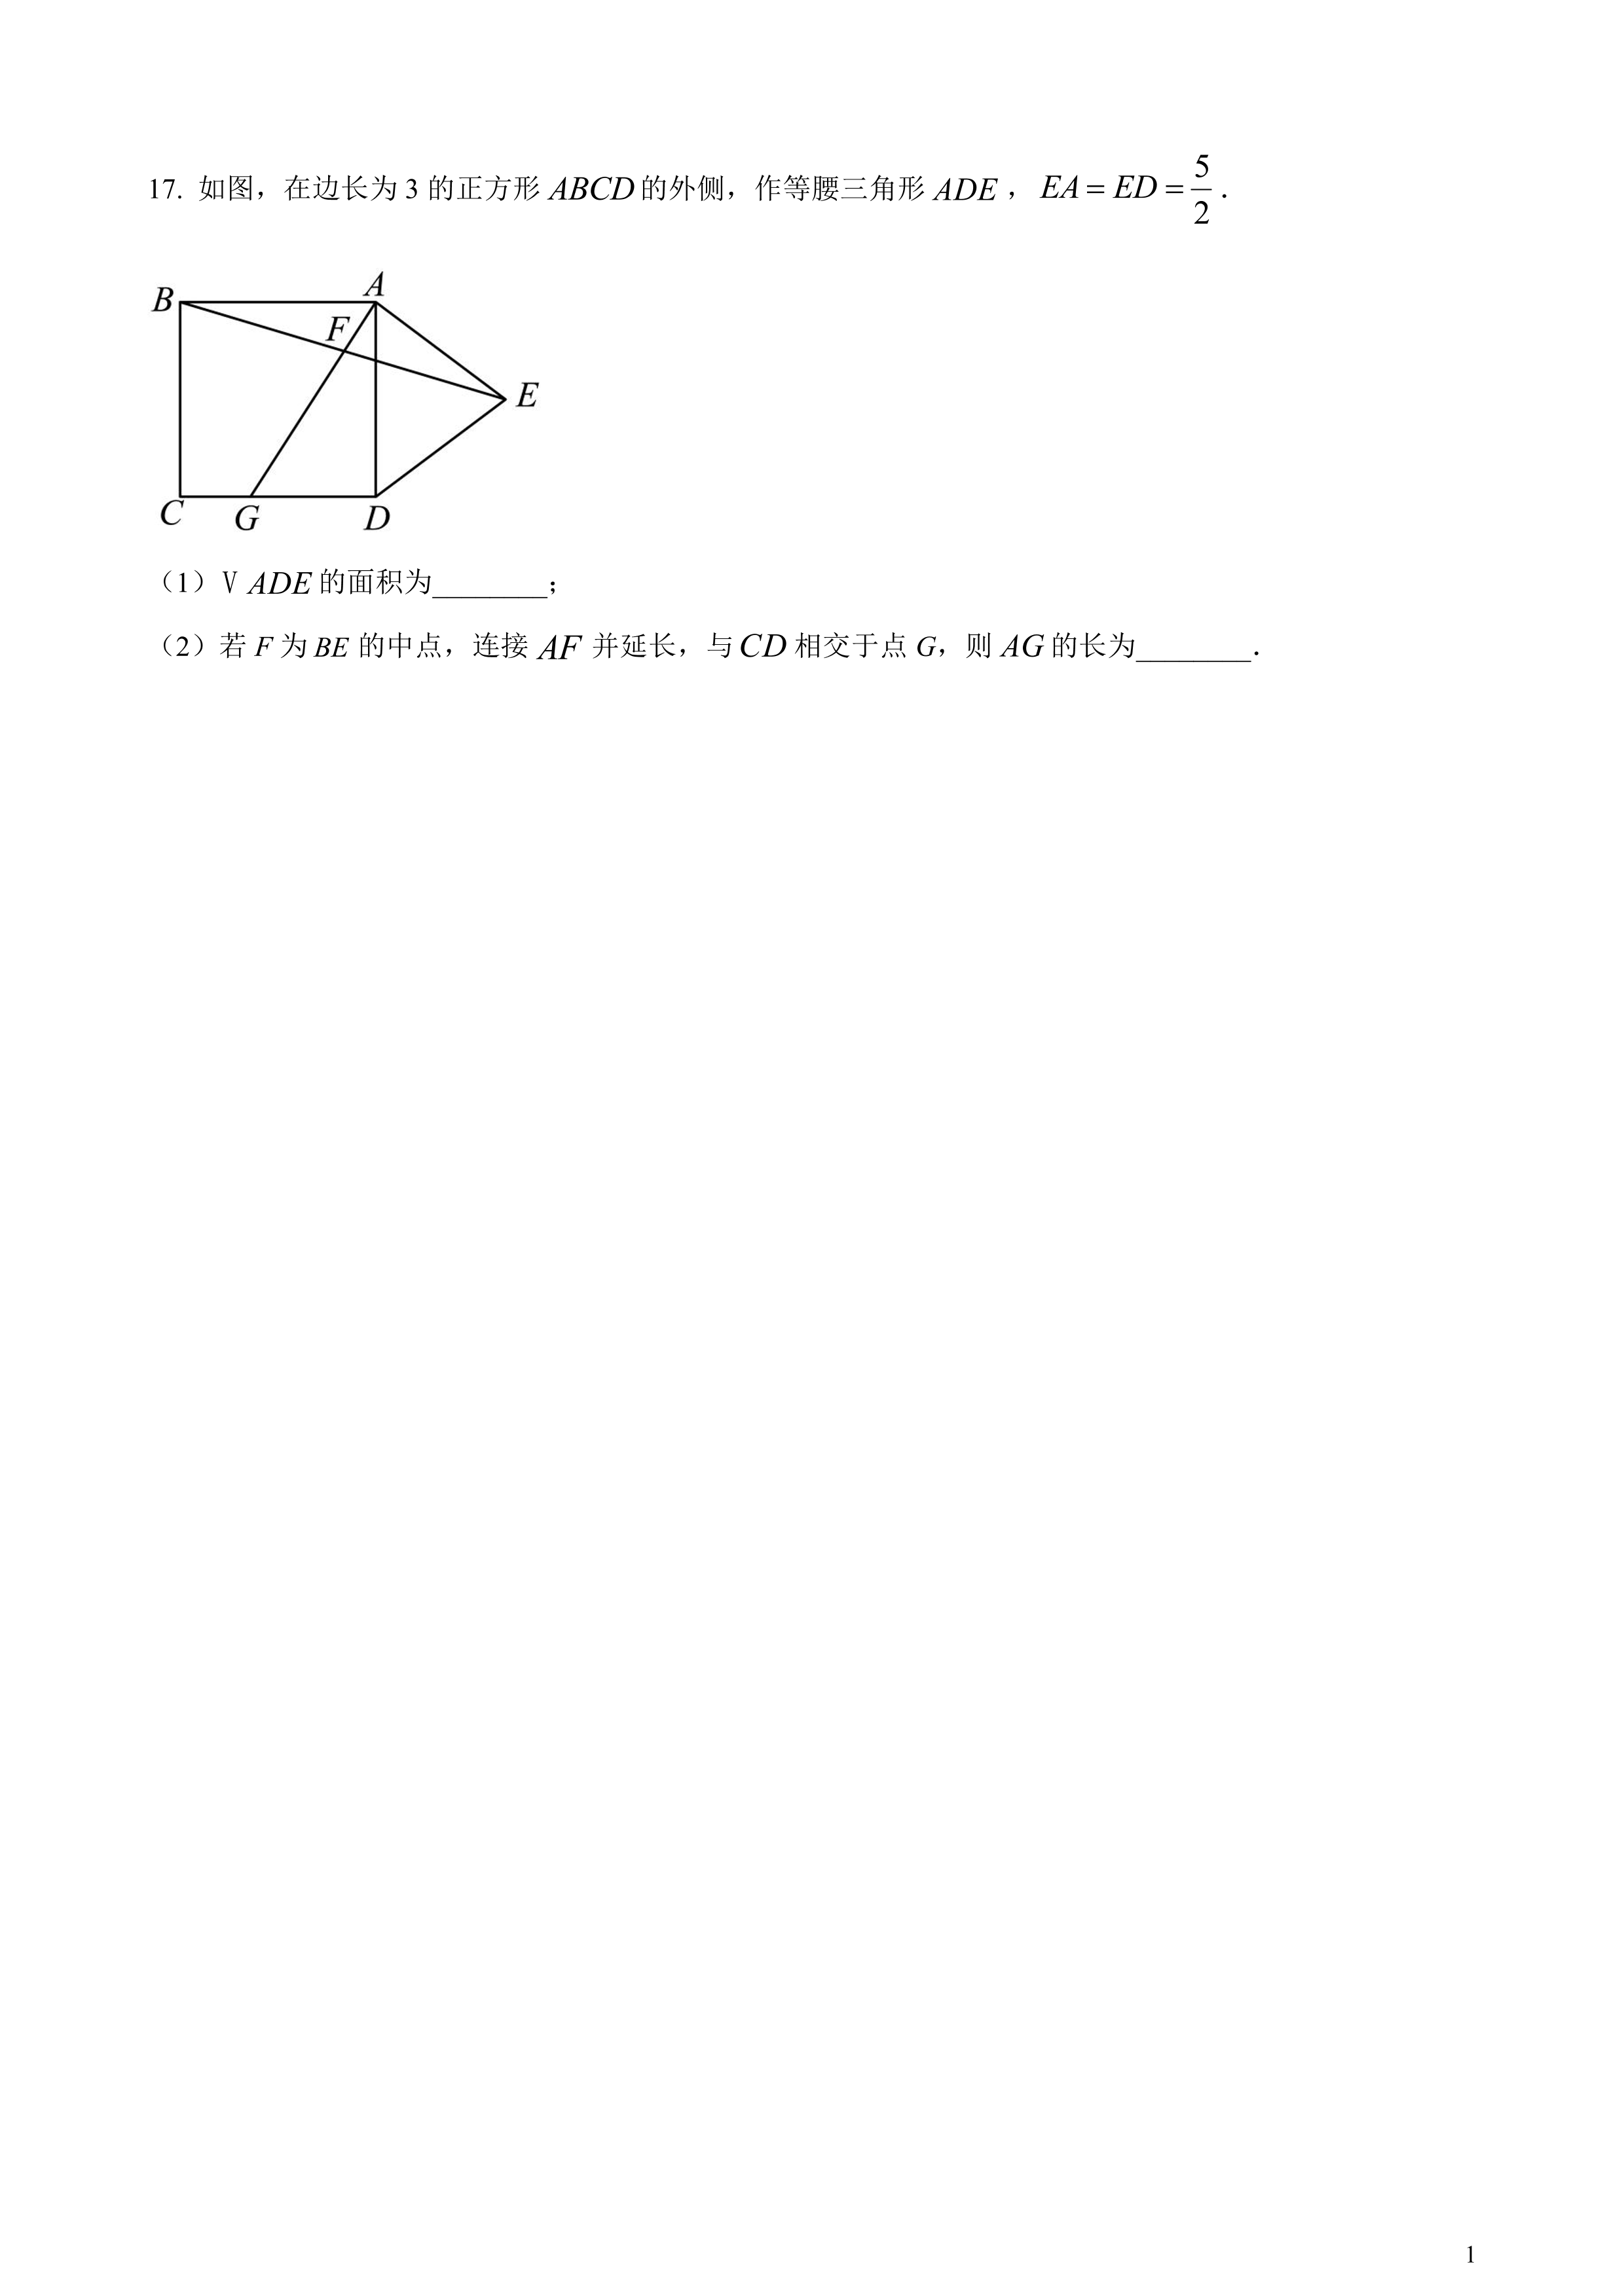 17. 如图，在边长为 3 的正方形 ABCD 的外侧，作等腰三角形 ADE ， EA = ED = 5/2 .
B A
F
E
C G D
（1）V ADE 的面积为________；
（2）若 F 为 BE 的中点，连接 AF 并延长，与 CD 相交于点 G，则 AG 的长为________．
1